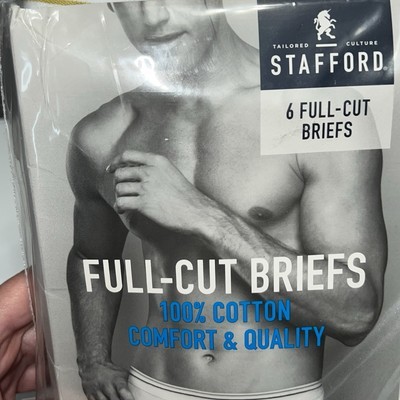 TAILORED CULTURE
STAFFORD
6 FULL-CUT
BRIEFS
FULL-CUT BRIEFS
100% COTTON
COMFORT & QUALITY